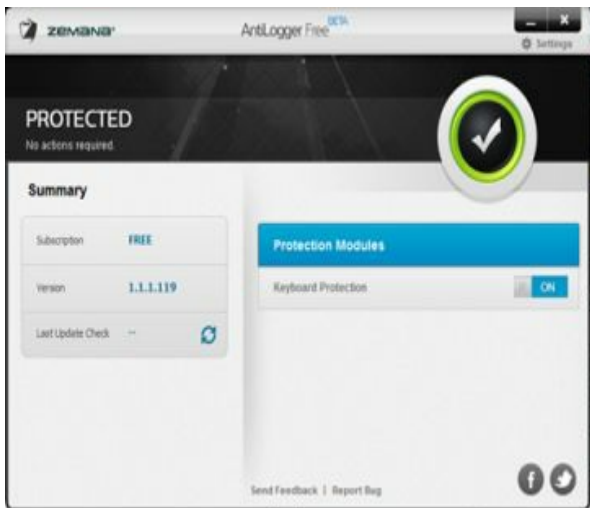 ZEMANA
AntiLogger Free BETA
Settings
PROTECTED
No actions required.
Summary
Subscription FREE
Version 1.1.1.119
Last Update Check --
Protection Modules
Keyboard Protection ON
Send Feedback | Report Bug